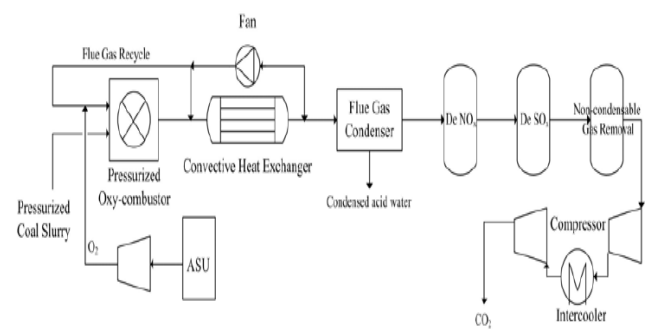 Fan
Flue Gas Recycle
Flue Gas
Condenser
De NOx
De SOx
Non-condensable
Gas Removal
Convective Heat Exchanger
Pressurized
Oxy-combustor
Condensed acid water
Pressurized
Coal Slurry
O2
ASU
Compressor
Intercooler
CO2